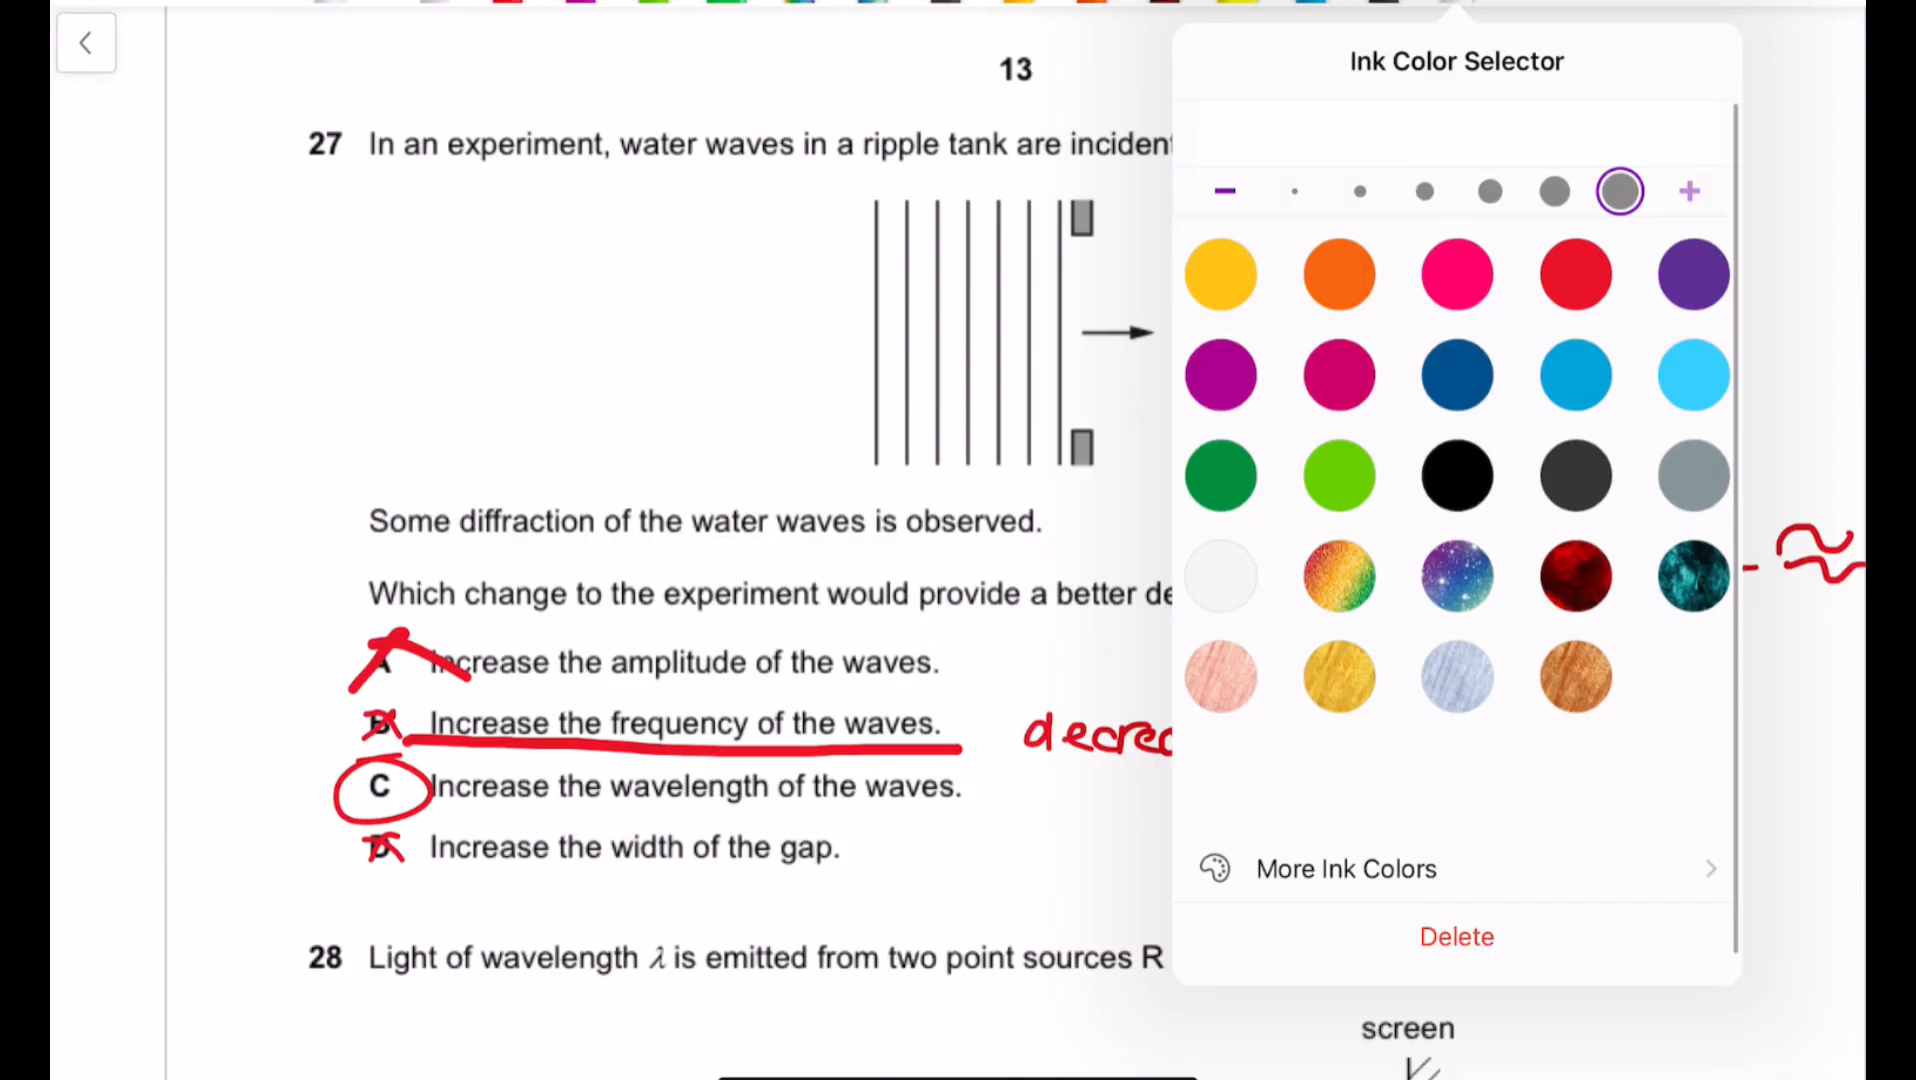 13
Ink Color Selector
27 In an experiment, water waves in a ripple tank are incident
Some diffraction of the water waves is observed.
Which change to the experiment would provide a better de
A Increase the amplitude of the waves.
B Increase the frequency of the waves.
decrea
C Increase the wavelength of the waves.
D Increase the width of the gap.
More Ink Colors
Delete
28 Light of wavelength λ is emitted from two point sources R
screen